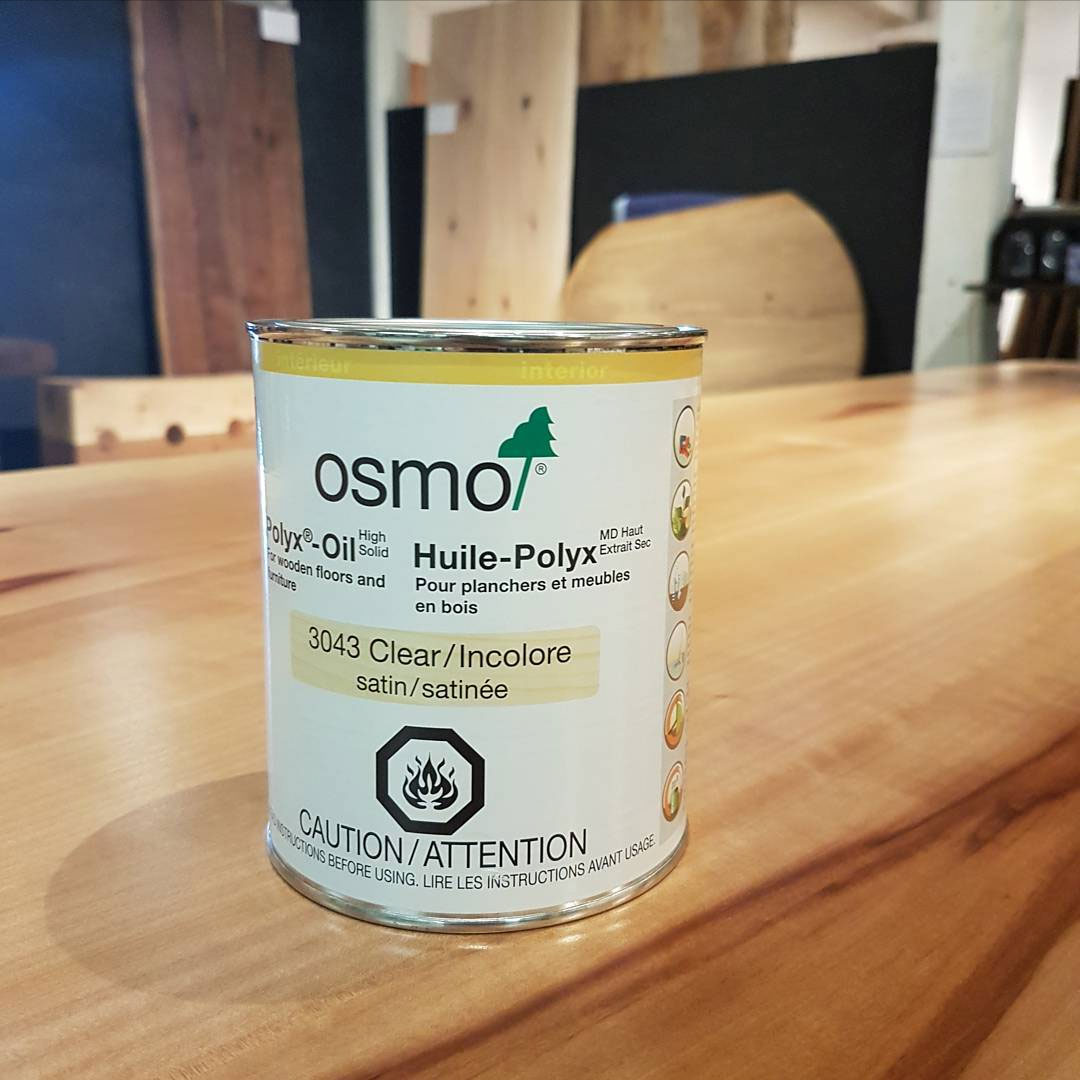 intérieur interior
osmo®
Polyx®-Oil High Solid
For wooden floors and
furniture
Huile-Polyx MD Haut Extrait Sec
Pour planchers et meubles
en bois
3043 Clear/Incolore
satin/satinée
CAUTION/ATTENTION
INSTRUCTIONS BEFORE USING. LIRE LES INSTRUCTIONS AVANT USAGE.